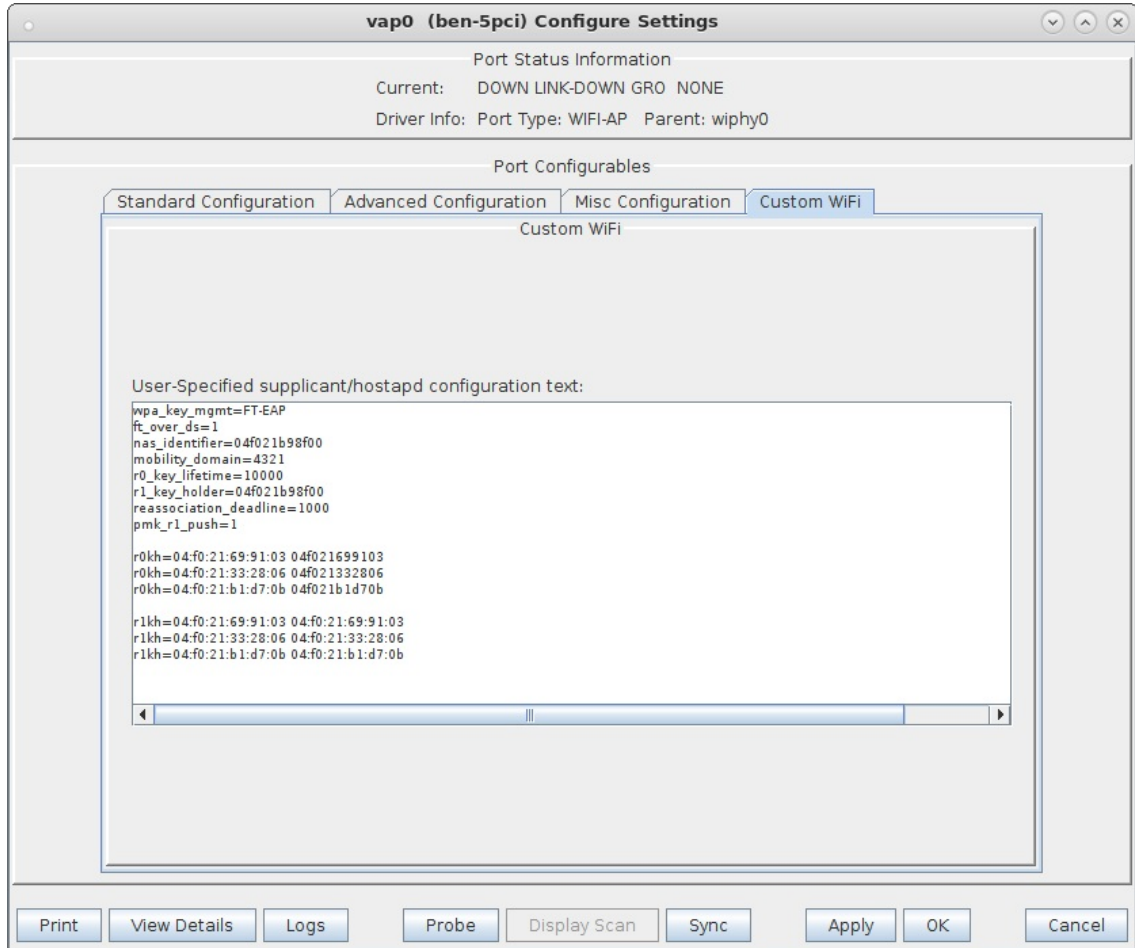 vap0 (ben-5pci) Configure Settings
Port Status Information
Current: DOWN LINK-DOWN GRO NONE
Driver Info: Port Type: WIFI-AP Parent: wiphy0
Port Configurables
Standard Configuration Advanced Configuration Misc Configuration Custom WiFi
Custom WiFi
User-Specified supplicant/hostapd configuration text:
wpa_key_mgmt=FT-EAP
ft_over_ds=1
nas_identifier=04f021b98f00
mobility_domain=4321
r0_key_lifetime=10000
r1_key_holder=04f021b98f00
reassociation_deadline=1000
pmk_r1_push=1
r0kh=04:f0:21:69:91:03 04f021699103
r0kh=04:f0:21:33:28:06 04f021332806
r0kh=04:f0:21:b1:d7:0b 04f021b1d70b
r1kh=04:f0:21:69:91:03 04:f0:21:69:91:03
r1kh=04:f0:21:33:28:06 04:f0:21:33:28:06
r1kh=04:f0:21:b1:d7:0b 04:f0:21:b1:d7:0b
Print View Details Logs Probe Display Scan Sync Apply OK Cancel